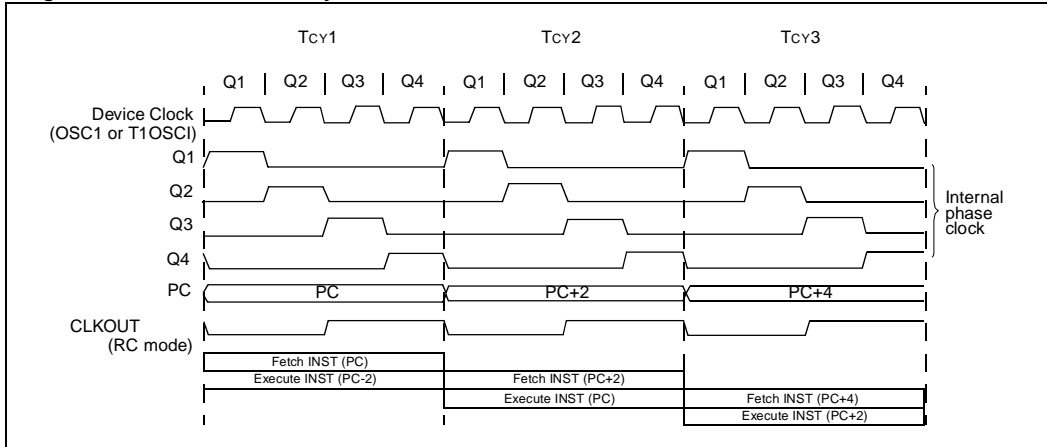 TCY1 TCY2 TCY3
Q1 Q2 Q3 Q4 Q1 Q2 Q3 Q4 Q1 Q2 Q3 Q4
Device Clock
(OSC1 or T1OSCI)
Q1
Q2
Q3
Q4
PC
PC PC+2 PC+4
CLKOUT
(RC mode)
Internal
phase
clock
Fetch INST (PC)
Execute INST (PC-2) Fetch INST (PC+2)
Execute INST (PC) Fetch INST (PC+4)
Execute INST (PC+2)